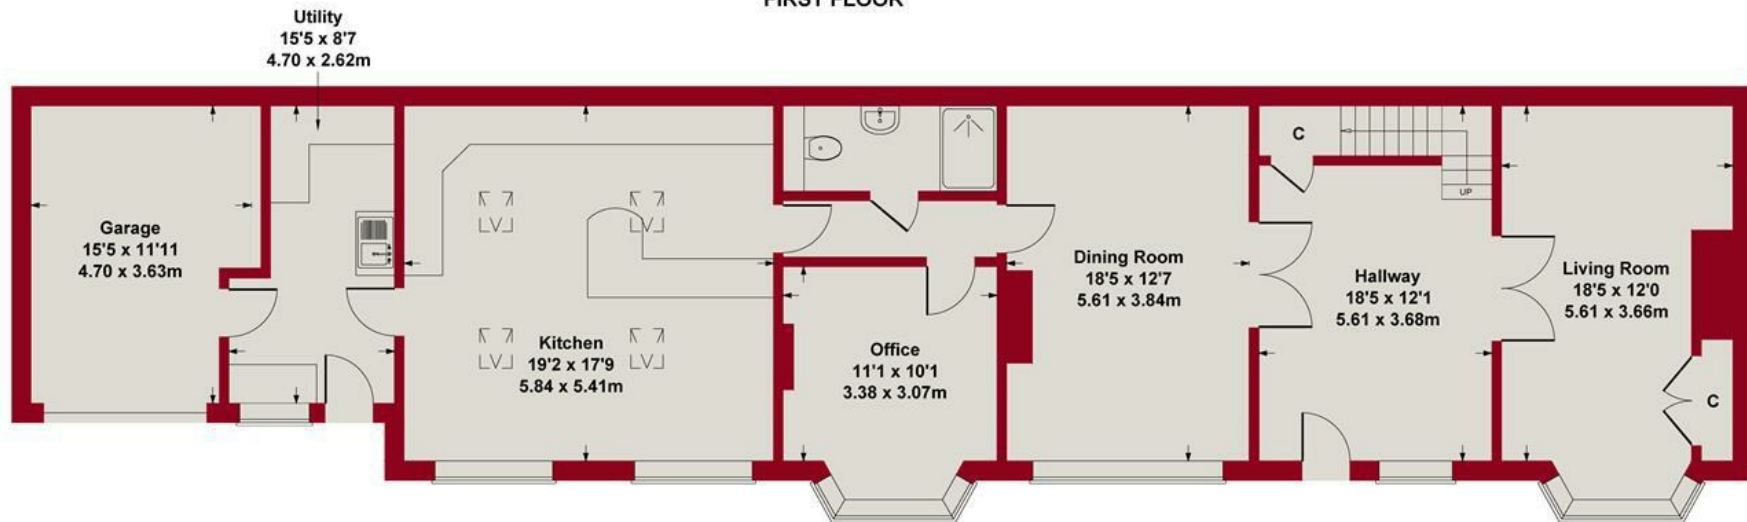 FIRST FLOOR
Utility
15'5 x 8'7
4.70 x 2.62m
Garage
15'5 x 11'11
4.70 x 3.63m
Kitchen
19'2 x 17'9
5.84 x 5.41m
Office
11'1 x 10'1
3.38 x 3.07m
Dining Room
18'5 x 12'7
5.61 x 3.84m
C
UP
Hallway
18'5 x 12'1
5.61 x 3.68m
Living Room
18'5 x 12'0
5.61 x 3.66m
C